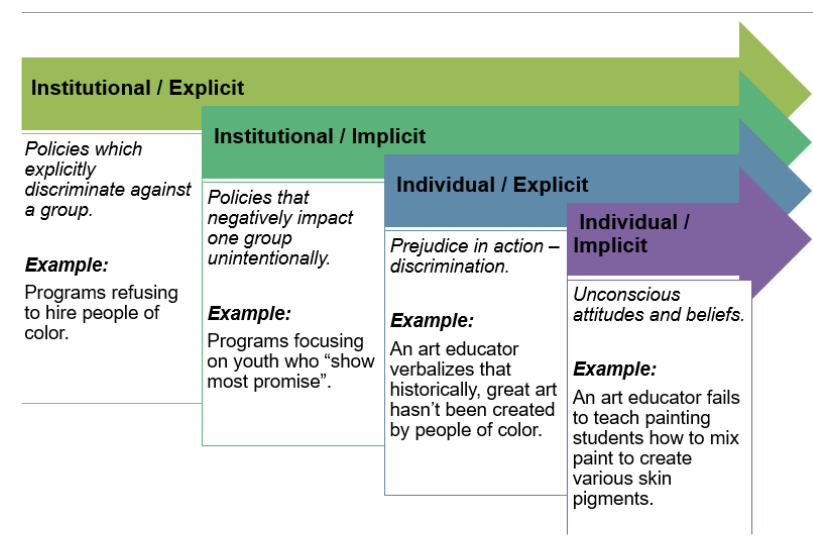 Institutional / Explicit
Policies which
explicitly
discriminate against
a group.
Example:
Programs refusing
to hire people of
color.
Institutional / Implicit
Policies that
negatively impact
one group
unintentionally.
Example:
Programs focusing
on youth who “show
most promise”.
Individual / Explicit
Prejudice in action –
discrimination.
Example:
An art educator
verbalizes that
historically, great art
hasn’t been created
by people of color.
Individual /
Implicit
Unconscious
attitudes and beliefs.
Example:
An art educator fails
to teach painting
students how to mix
paint to create
various skin
pigments.